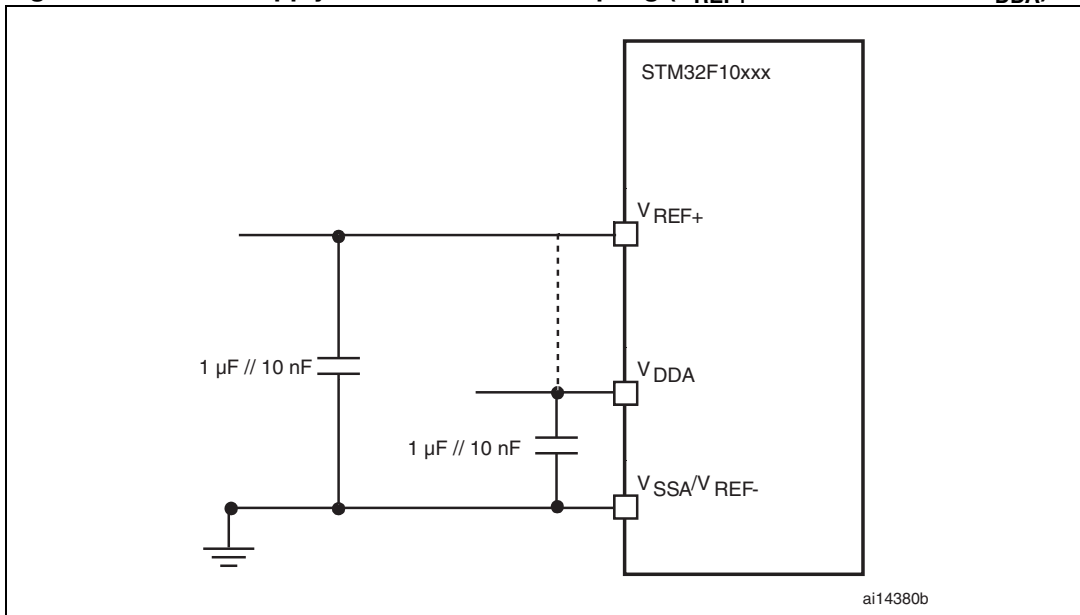 STM32F10xxx
VREF+
VDDA
1 µF // 10 nF
1 µF // 10 nF
VSSA/VREF-
ai14380b